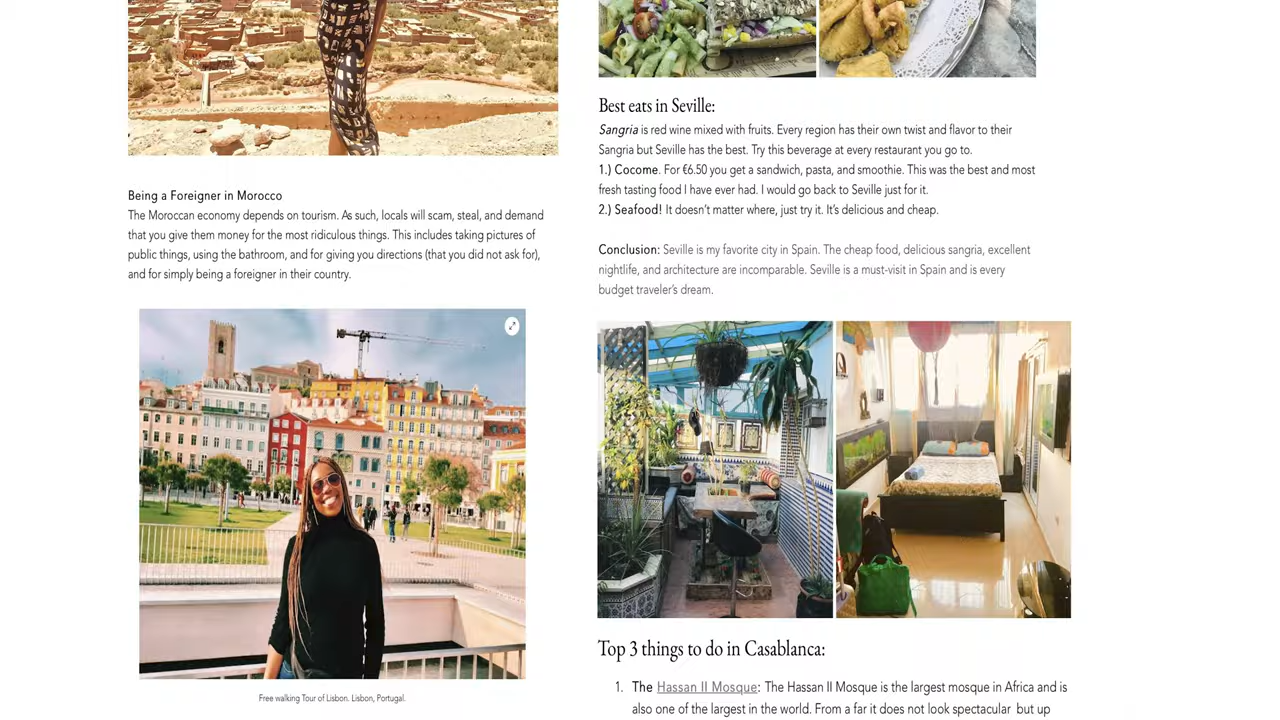 Being a Foreigner in Morocco
The Moroccan economy depends on tourism. As such, locals will scam, steal, and demand
that you give them money for the most ridiculous things. This includes taking pictures of
public things, using the bathroom, and for giving you directions (that you did not ask for),
and for simply being a foreigner in their country.
Free walking Tour of Lisbon. Lisbon, Portugal.
Best eats in Seville:
Sangria is red wine mixed with fruits. Every region has their own twist and flavor to their
Sangria but Seville has the best. Try this beverage at every restaurant you go to.
1.) Cocome. For €6.50 you get a sandwich, pasta, and smoothie. This was the best and most
fresh tasting food I have ever had. I would go back to Seville just for it.
2.) Seafood! It doesn't matter where, just try it. It's delicious and cheap.
Conclusion: Seville is my favorite city in Spain. The cheap food, delicious sangria, excellent
nightlife, and architecture are incomparable. Seville is a must-visit in Spain and is every
budget traveler's dream.
Top 3 things to do in Casablanca:
1. The Hassan II Mosque: The Hassan II Mosque is the largest mosque in Africa and is
also one of the largest in the world. From a far it does not look spectacular but up